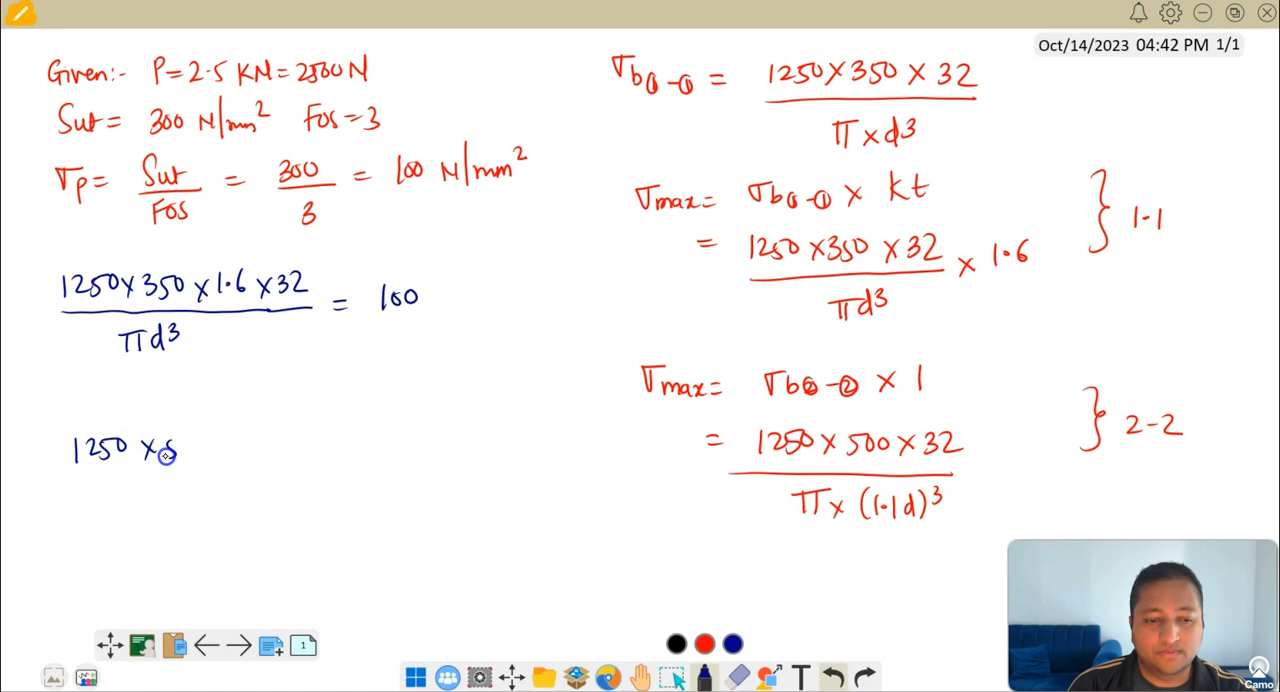 Oct/14/2023 04:42 PM 1/1
Given:- P = 2.5 KN = 2500 N
Sut = 300 N/mm² FOS = 3
σp = Sut/FOS = 300/3 = 100 N/mm²
1250 × 350 × 1.6 × 32 / πd³ = 100
1250 ×
σb①-① = 1250 × 350 × 32 / π × d³
σmax = σb①-① × kt
= 1250 × 350 × 32 / πd³ × 1.6
} 1-1
σmax = σb②-② × 1
= 1250 × 500 × 32 / π × (1.1d)³
} 2-2
1
T
Camo